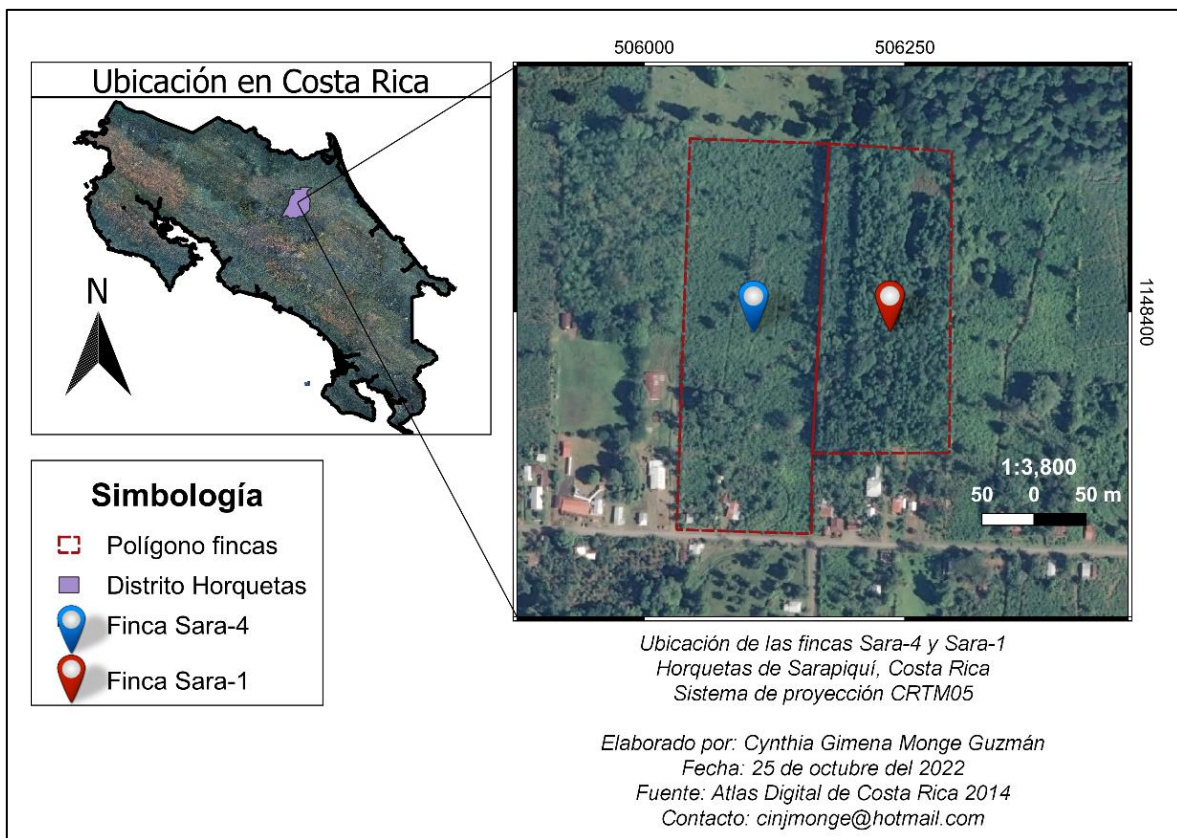 Ubicación en Costa Rica
N
Simbología
Polígono fincas
Distrito Horquetas
Finca Sara-4
Finca Sara-1
506000
506250
1148400
1:3,800
50 0 50 m
Ubicación de las fincas Sara-4 y Sara-1
Horquetas de Sarapiquí, Costa Rica
Sistema de proyección CRTM05
Elaborado por: Cynthia Gimena Monge Guzmán
Fecha: 25 de octubre del 2022
Fuente: Atlas Digital de Costa Rica 2014
Contacto: cinjmonge@hotmail.com